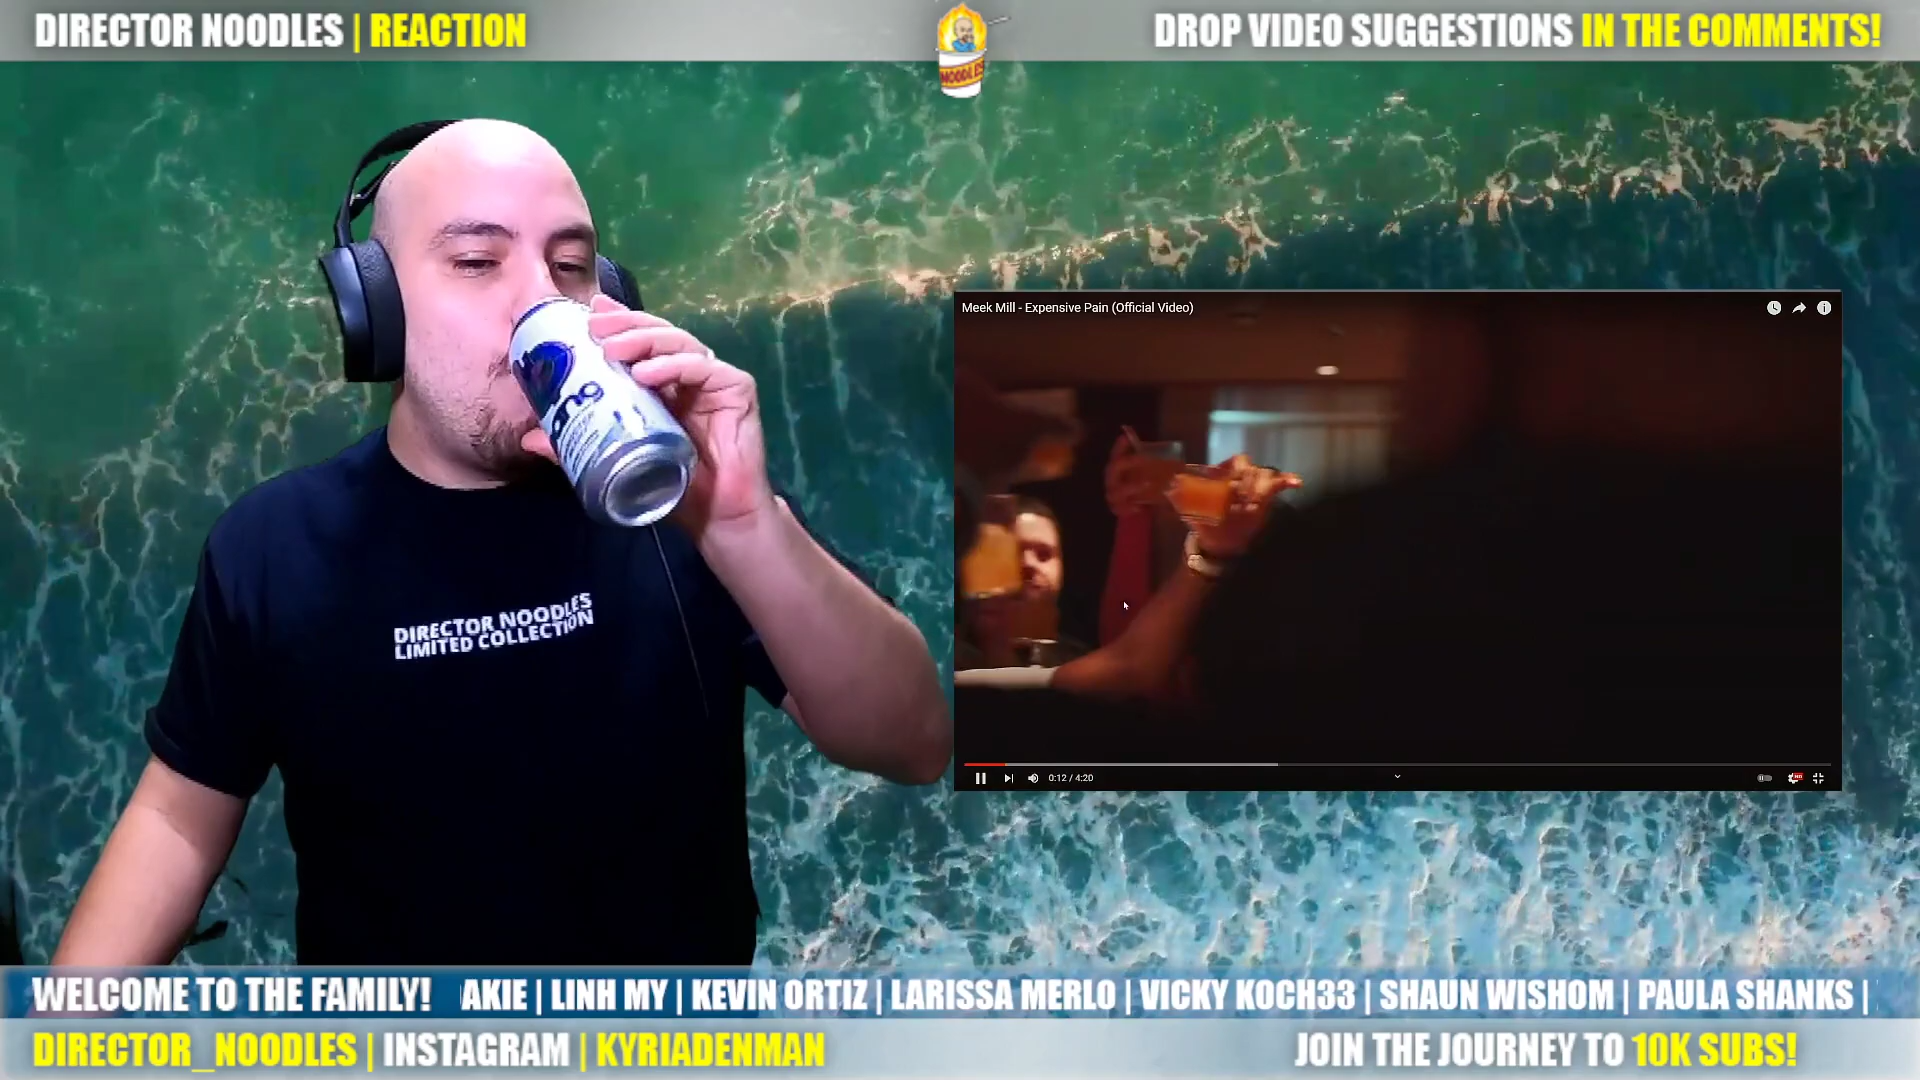 DIRECTOR NOODLES | REACTION
DROP VIDEO SUGGESTIONS IN THE COMMENTS!
NOODLES
Meek Mill - Expensive Pain (Official Video)
DIRECTOR NOODLES
LIMITED COLLECTION
0:12 / 4:20
HD
WELCOME TO THE FAMILY!
AKIE | LINH MY | KEVIN ORTIZ | LARISSA MERLO | VICKY KOCH33 | SHAUN WISHOM | PAULA SHANKS |
DIRECTOR_NOODLES | INSTAGRAM | KYRIADENMAN
JOIN THE JOURNEY TO 10K SUBS!